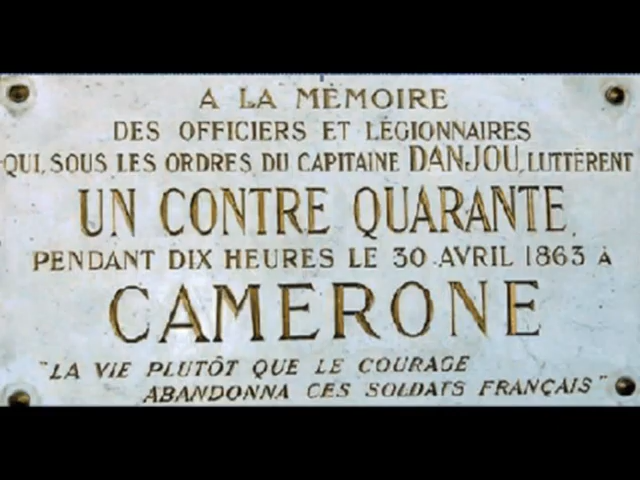 A LA MÉMOIRE
DES OFFICIERS ET LÉGIONNAIRES
QUI, SOUS LES ORDRES DU CAPITAINE DANJOU, LUTTÈRENT
UN CONTRE QUARANTE,
PENDANT DIX HEURES LE 30 AVRIL 1863 À
CAMERONE
"LA VIE PLUTÔT QUE LE COURAGE
ABANDONNA CES SOLDATS FRANÇAIS"